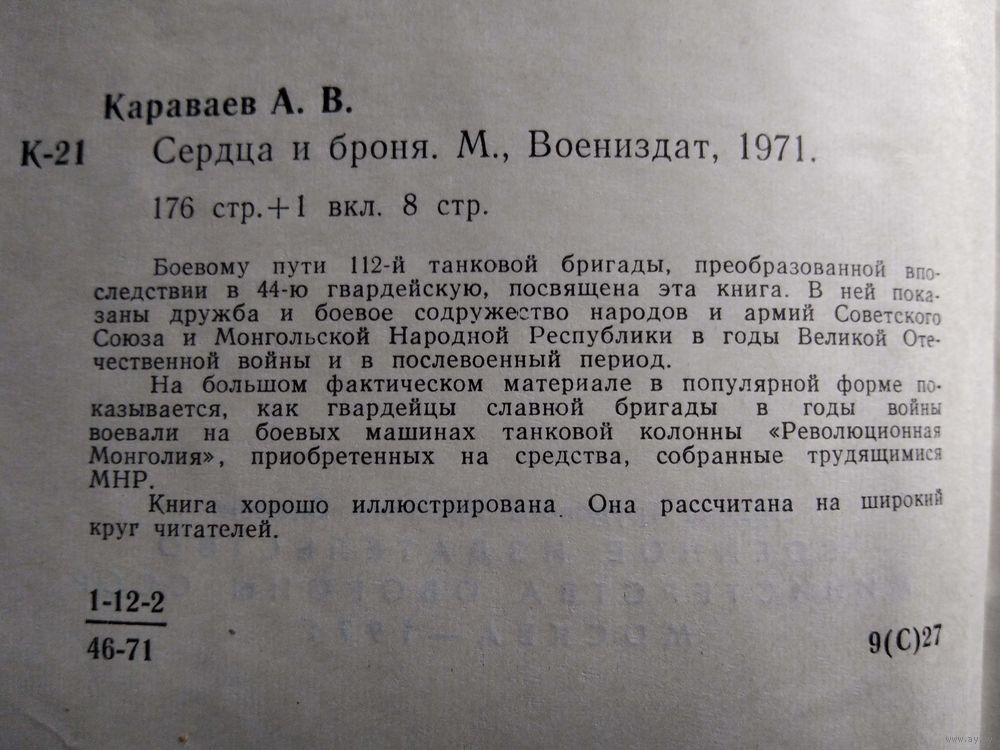 Караваев А. В.
К-21 Сердца и броня. М., Воениздат, 1971.
176 стр.+1 вкл. 8 стр.
Боевому пути 112-й танковой бригады, преобразованной впо-
следствии в 44-ю гвардейскую, посвящена эта книга. В ней пока-
заны дружба и боевое содружество народов и армий Советского
Союза и Монгольской Народной Республики в годы Великой Оте-
чественной войны и в послевоенный период.
На большом фактическом материале в популярной форме по-
казывается, как гвардейцы славной бригады в годы войны
воевали на боевых машинах танковой колонны «Революционная
Монголия», приобретенных на средства, собранные трудящимися
МНР.
Книга хорошо иллюстрирована. Она рассчитана на широкий
круг читателей.
1-12-2
46-71
9(С)27